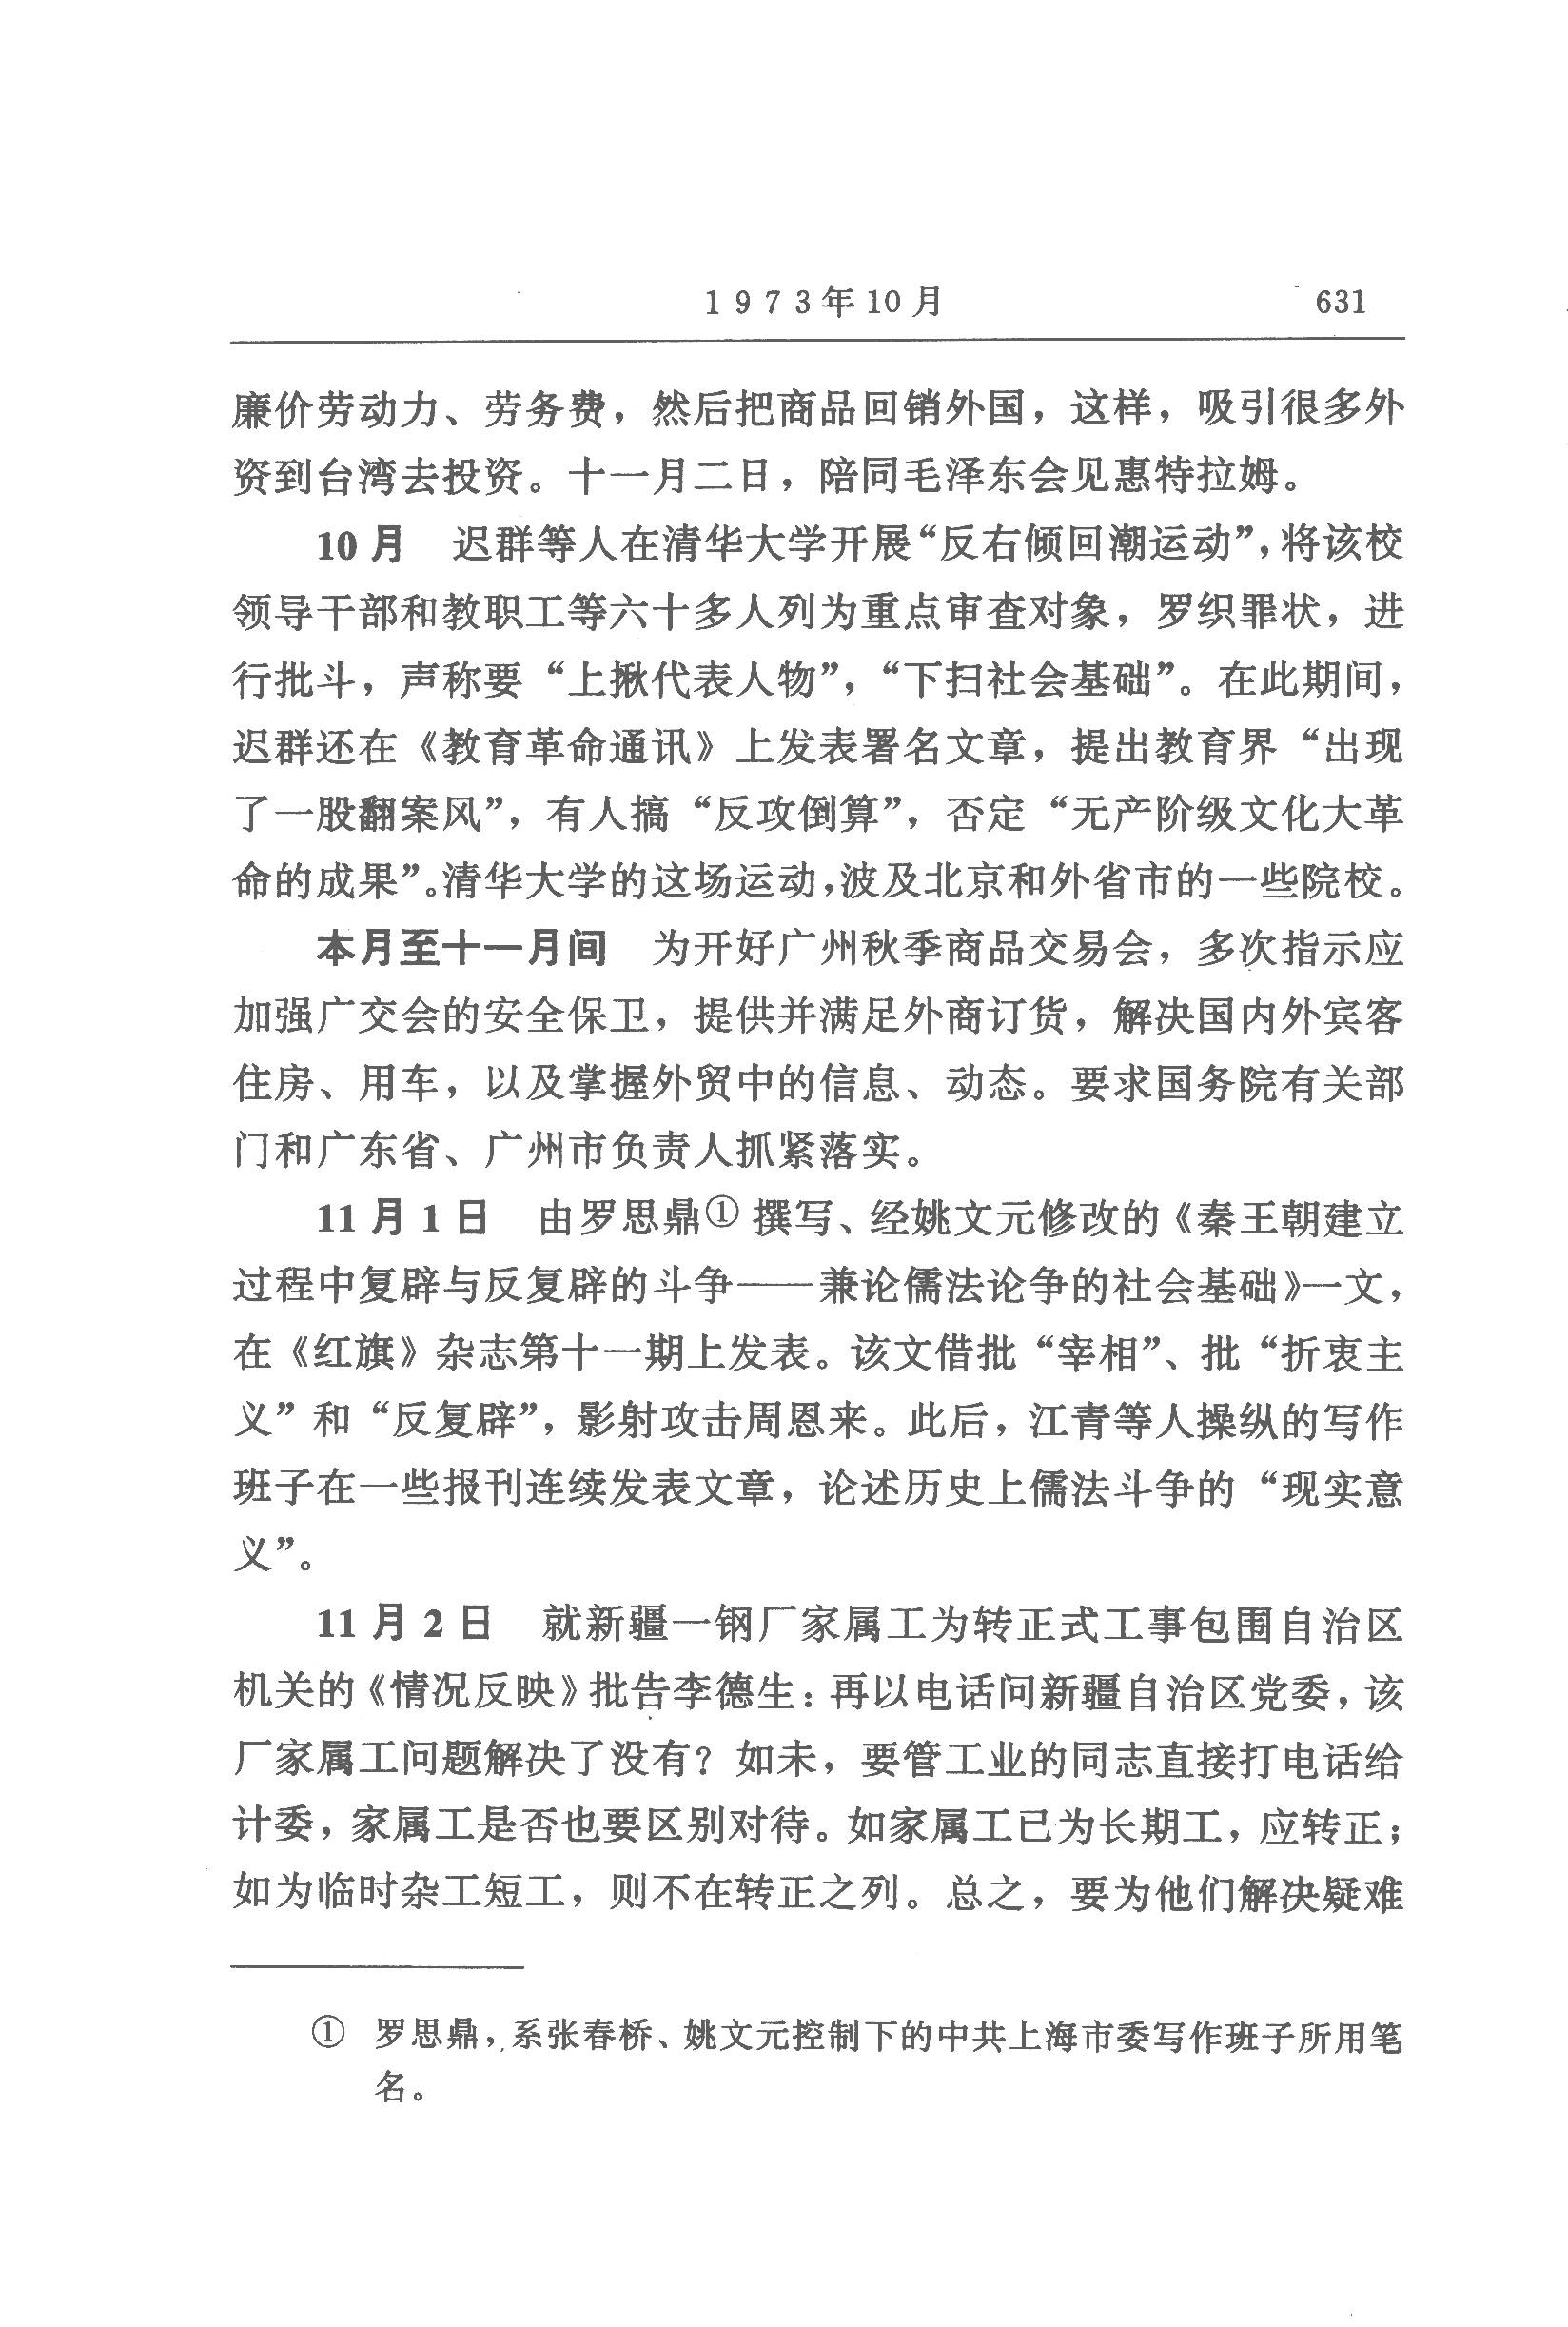 1973年10月 631
廉价劳动力、劳务费，然后把商品回销外国，这样，吸引很多外
资到台湾去投资。十一月二日，陪同毛泽东会见惠特拉姆。
10月 迟群等人在清华大学开展“反右倾回潮运动”，将该校
领导干部和教职工等六十多人列为重点审查对象，罗织罪状，进
行批斗，声称要“上揪代表人物”，“下扫社会基础”。在此期间，
迟群还在《教育革命通讯》上发表署名文章，提出教育界“出现
了一股翻案风”，有人搞“反攻倒算”，否定“无产阶级文化大革
命的成果”。清华大学的这场运动，波及北京和外省市的一些院校。
本月至十一月间 为开好广州秋季商品交易会，多次指示应
加强广交会的安全保卫，提供并满足外商订货，解决国内外宾客
住房、用车，以及掌握外贸中的信息、动态。要求国务院有关部
门和广东省、广州市负责人抓紧落实。
11月1日 由罗思鼎①撰写、经姚文元修改的《秦王朝建立
过程中复辟与反复辟的斗争——兼论儒法论争的社会基础》一文，
在《红旗》杂志第十一期上发表。该文借批“宰相”、批“折衷主
义”和“反复辟”，影射攻击周恩来。此后，江青等人操纵的写作
班子在一些报刊连续发表文章，论述历史上儒法斗争的“现实意
义”。
11月2日 就新疆一钢厂家属工为转正式工事包围自治区
机关的《情况反映》批告李德生：再以电话问新疆自治区党委，该
厂家属工问题解决了没有？如未，要管工业的同志直接打电话给
计委，家属工是否也要区别对待。如家属工已为长期工，应转正；
如为临时杂工短工，则不在转正之列。总之，要为他们解决疑难
① 罗思鼎，系张春桥、姚文元控制下的中共上海市委写作班子所用笔
名。